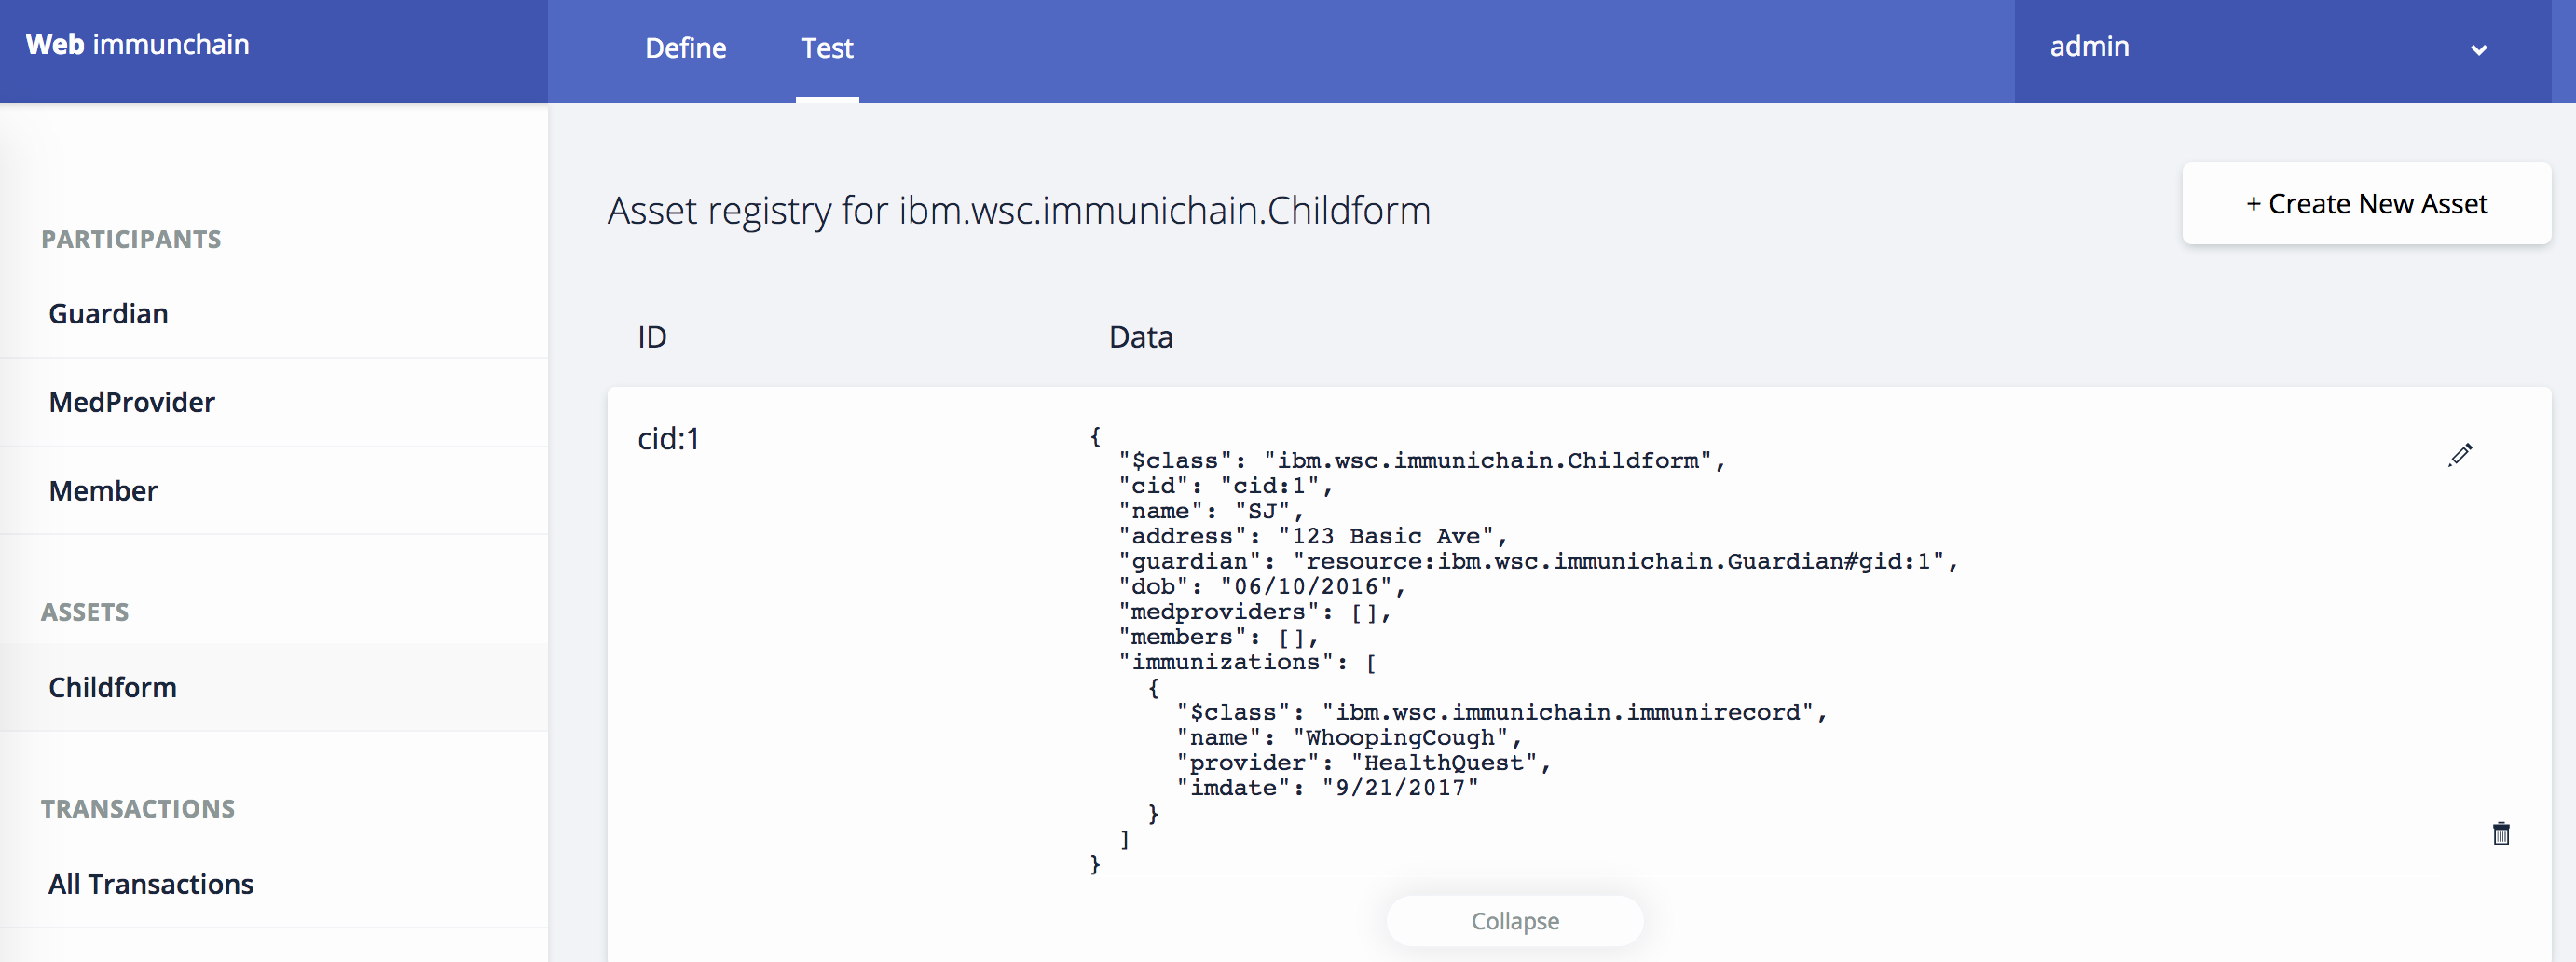 Web immunchain
Define
Test
admin
PARTICIPANTS
Guardian
MedProvider
Member
ASSETS
Childform
TRANSACTIONS
All Transactions
Asset registry for ibm.wsc.immunichain.Childform
+ Create New Asset
ID
Data
cid:1
{
"$class": "ibm.wsc.immunichain.Childform",
"cid": "cid:1",
"name": "SJ",
"address": "123 Basic Ave",
"guardian": "resource:ibm.wsc.immunichain.Guardian#gid:1",
"dob": "06/10/2016",
"medproviders": [],
"members": [],
"immunizations": [
{
"$class": "ibm.wsc.immunichain.immunirecord",
"name": "WhoopingCough",
"provider": "HealthQuest",
"imdate": "9/21/2017"
}
]
}
Collapse